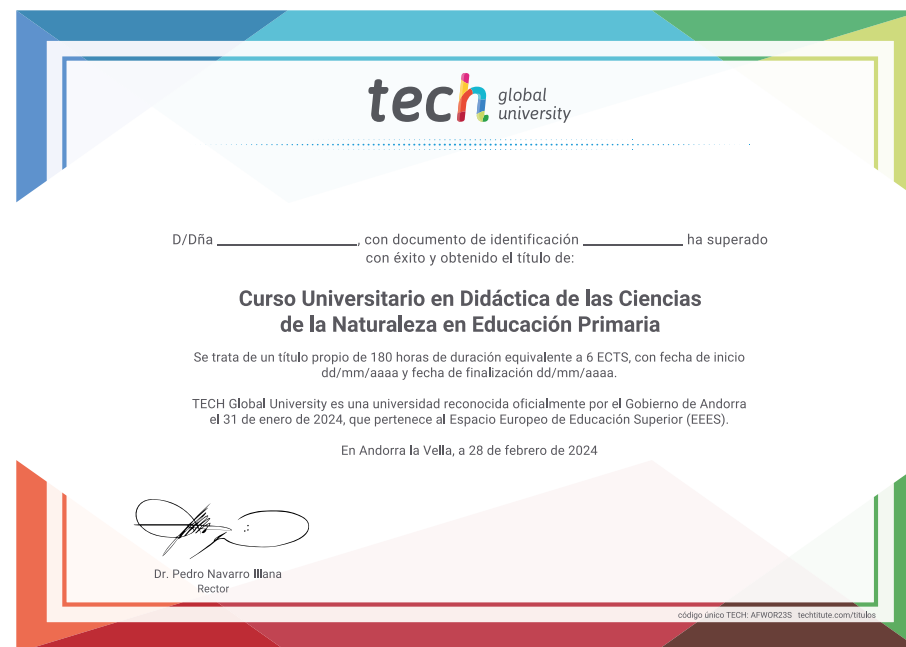 tech global
university
D/Dña ____________, con documento de identificación ____________ ha superado
con éxito y obtenido el título de:
Curso Universitario en Didáctica de las Ciencias
de la Naturaleza en Educación Primaria
Se trata de un título propio de 180 horas de duración equivalente a 6 ECTS, con fecha de inicio
dd/mm/aaaa y fecha de finalización dd/mm/aaaa.
TECH Global University es una universidad reconocida oficialmente por el Gobierno de Andorra
el 31 de enero de 2024, que pertenece al Espacio Europeo de Educación Superior (EEES).
En Andorra la Vella, a 28 de febrero de 2024
Dr. Pedro Navarro Illana
Rector
código único TECH: AFWOR23S techtitute.com/titulos